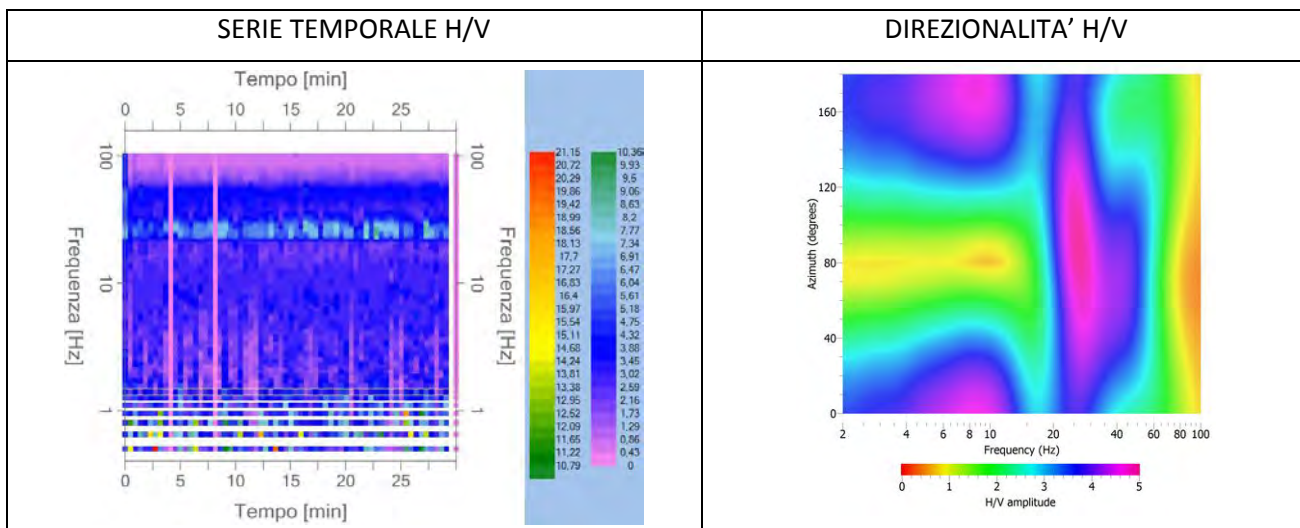 SERIE TEMPORALE H/V
DIREZIONALITA’ H/V
Tempo [min]
0 5 10 15 20 25
100 100
10 10
1 1
Frequenza [Hz]
Frequenza [Hz]
0 5 10 15 20 25
Tempo [min]
21,15 10,36
20,72 9,93
20,29 9,5
19,86 9,06
19,42 8,63
18,99 8,2
18,56 7,77
18,13 7,34
17,7 6,91
17,27 6,47
16,83 6,04
16,4 5,61
15,97 5,18
15,54 4,75
15,11 4,32
14,68 3,88
14,24 3,45
13,81 3,02
13,38 2,59
12,95 2,16
12,52 1,73
12,09 1,29
11,65 0,86
11,22 0,43
10,79 0
160
120
80
40
0
Azimuth (degrees)
2 4 6 8 10 20 40 60 80 100
Frequency (Hz)
0 1 2 3 4 5
H/V amplitude